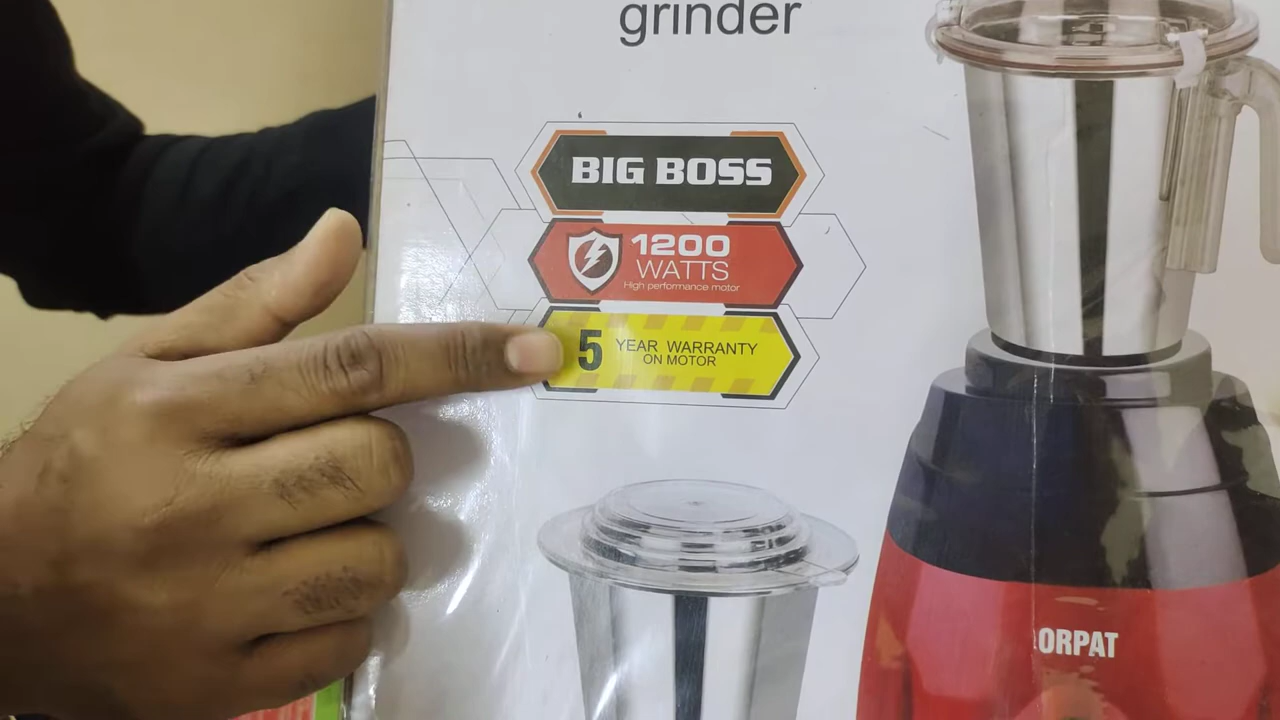 grinder
BIG BOSS
1200
WATTS
High performance motor
5 YEAR WARRANTY
ON MOTOR
ORPAT